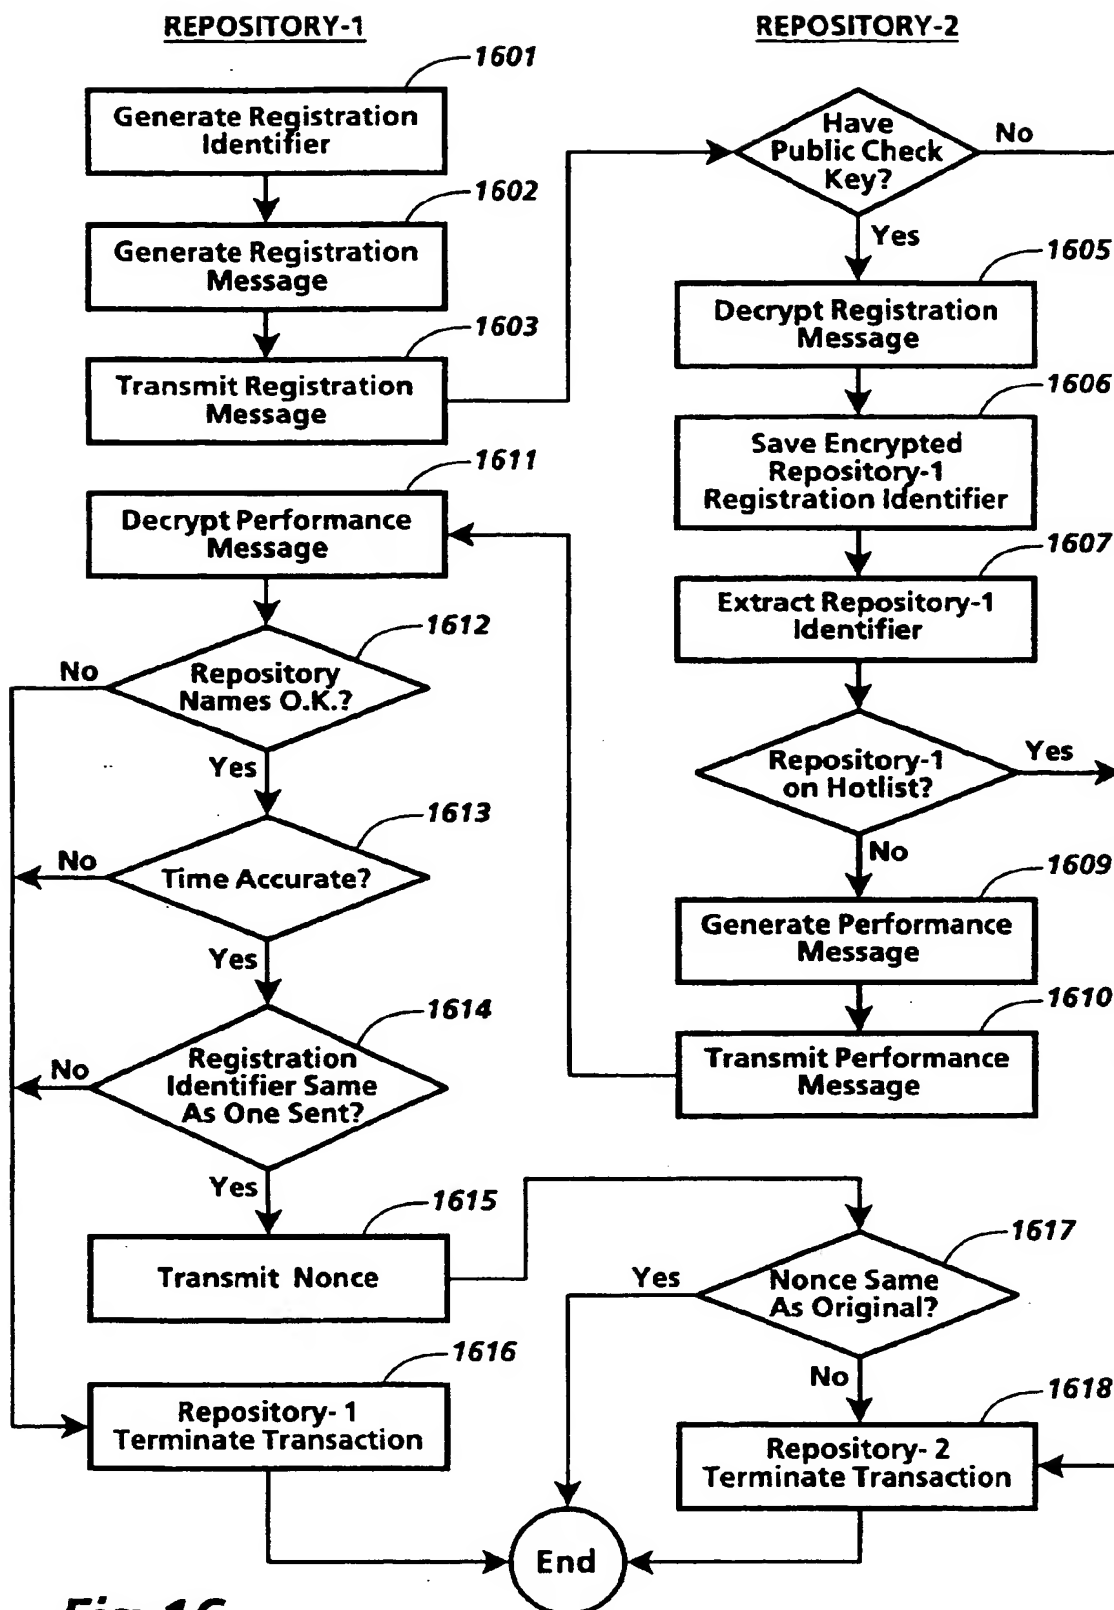 REPOSITORY-1
1601
Generate Registration
Identifier
1602
Generate Registration
Message
1603
Transmit Registration
Message
1611
Decrypt Performance
Message
1612
Repository
Names O.K.?
No
Yes
1613
Time Accurate?
No
Yes
1614
Registration
Identifier Same
As One Sent?
No
Yes
1615
Transmit Nonce
1616
Repository- 1
Terminate Transaction
REPOSITORY-2
Have
Public Check
Key?
No
Yes
1605
Decrypt Registration
Message
1606
Save Encrypted
Repository-1
Registration Identifier
1607
Extract Repository-1
Identifier
Repository-1
on Hotlist?
Yes
No
1609
Generate Performance
Message
1610
Transmit Performance
Message
1617
Nonce Same
As Original?
Yes
No
1618
Repository- 2
Terminate Transaction
End